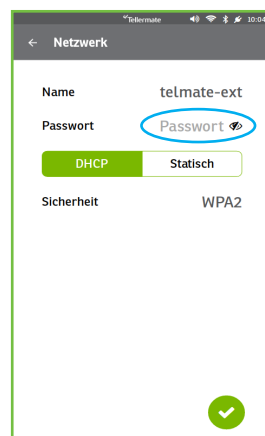 Tellermate 10:04
← Netzwerk
Name telmate-ext
Passwort Passwort
DHCP Statisch
Sicherheit WPA2